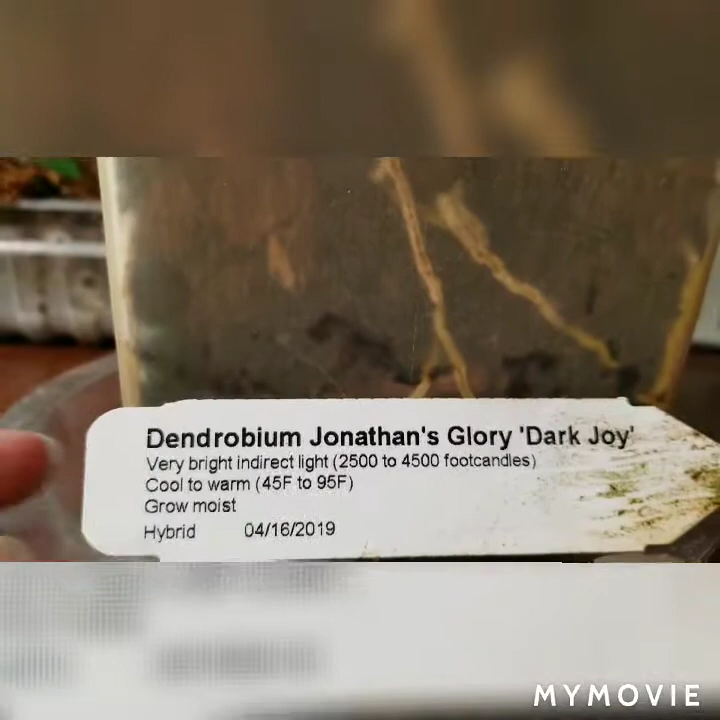 Dendrobium Jonathan's Glory 'Dark Joy'
Very bright indirect light (2500 to 4500 footcandles)
Cool to warm (45F to 95F)
Grow moist
Hybrid 04/16/2019
MYMOVIE